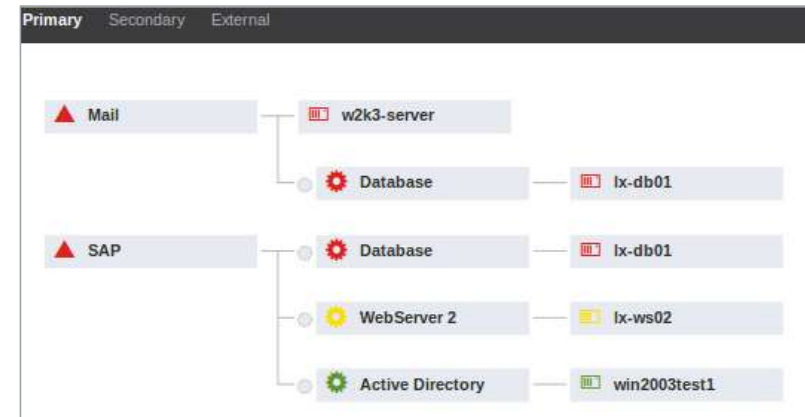 Primary Secondary External
Mail w2k3-server
Database lx-db01
SAP Database lx-db01
WebServer 2 lx-ws02
Active Directory win2003test1